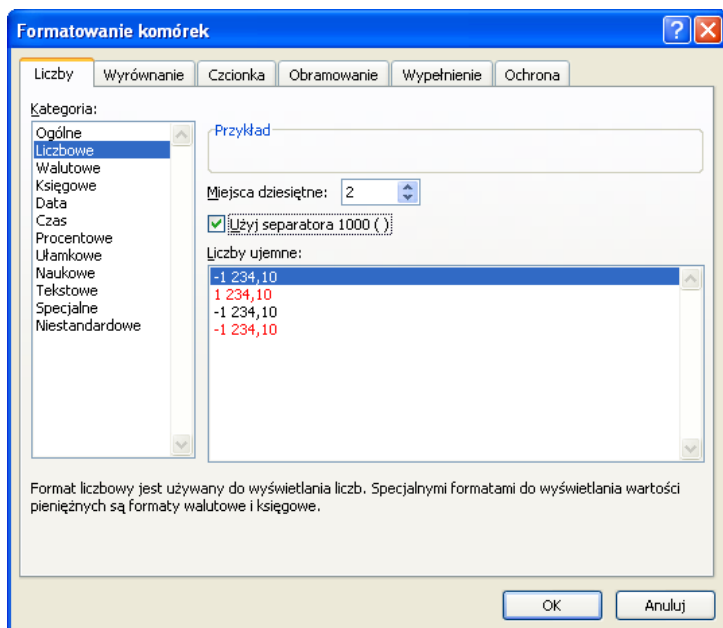 Formatowanie komórek
Liczby Wyrównanie Czcionka Obramowanie Wypełnienie Ochrona
Kategoria:
Ogólne
Liczbowe
Walutowe
Księgowe
Data
Czas
Procentowe
Ułamkowe
Naukowe
Tekstowe
Specjalne
Niestandardowe
Przykład
Miejsca dziesiętne: 2
Użyj separatora 1000 ( )
Liczby ujemne:
-1 234,10
1 234,10
-1 234,10
-1 234,10
Format liczbowy jest używany do wyświetlania liczb. Specjalnymi formatami do wyświetlania wartości
pieniężnych są formaty walutowe i księgowe.
OK Anuluj